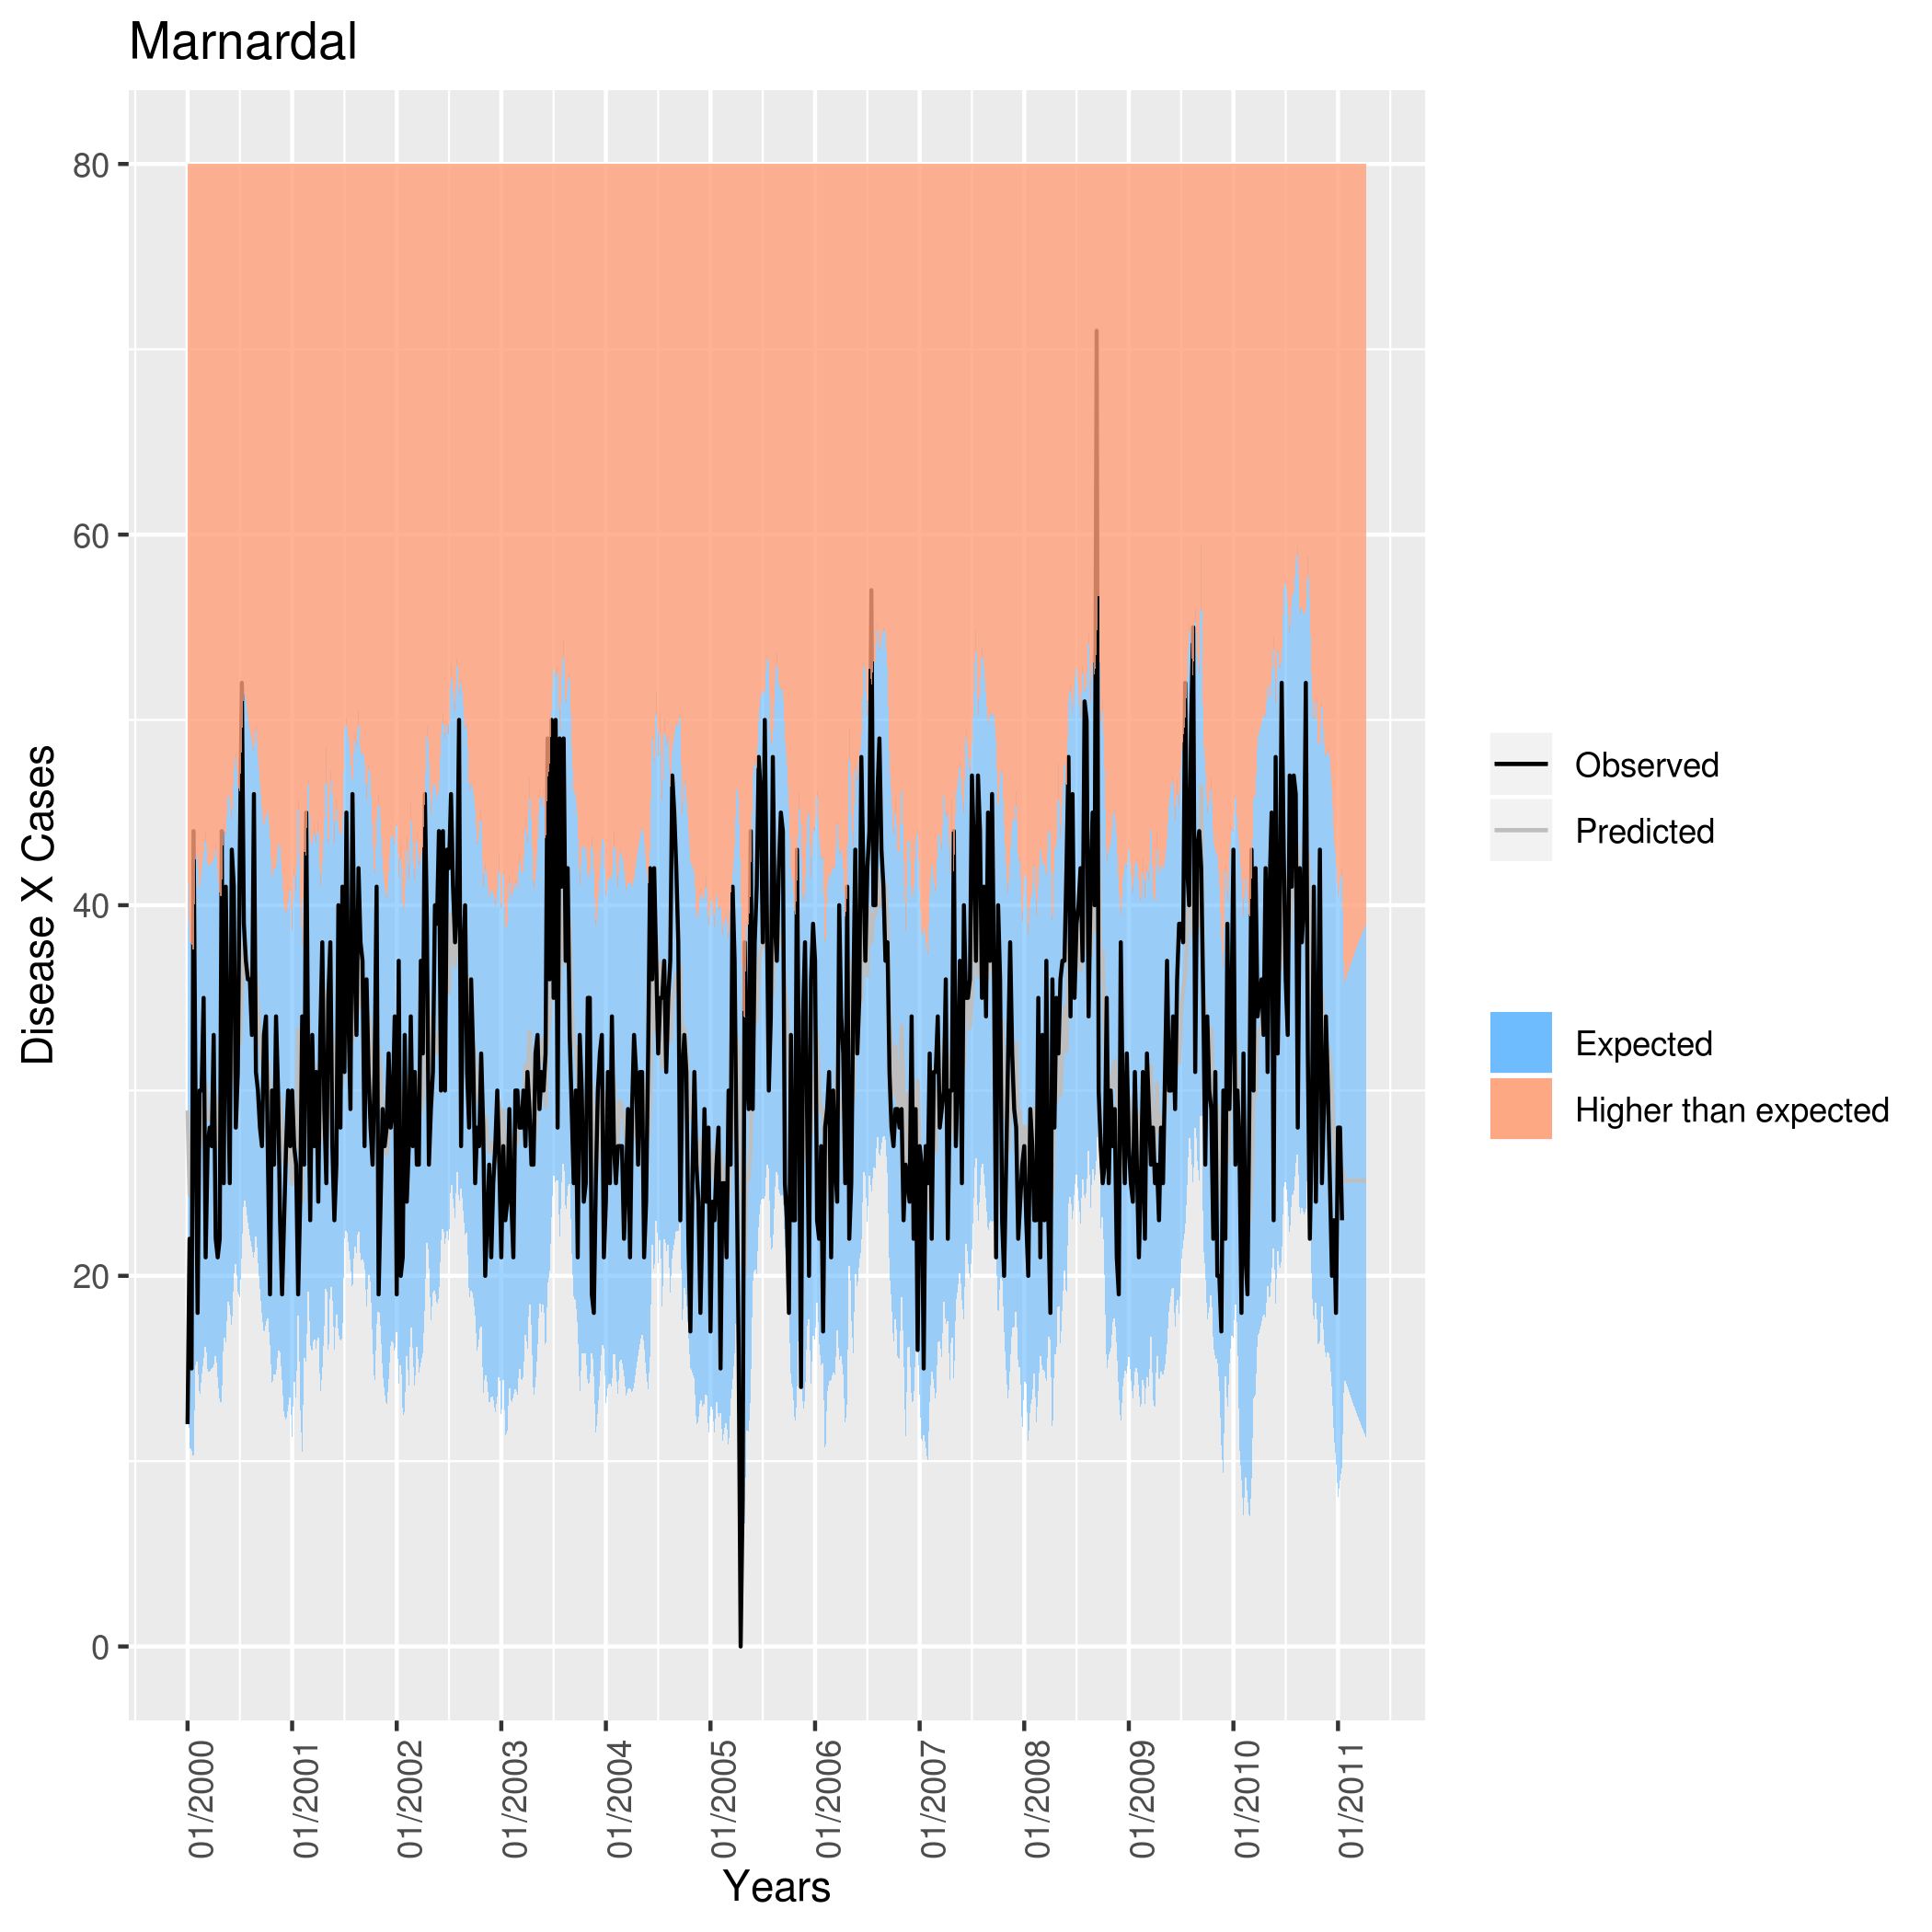 Marnardal
Disease X Cases
80
60
40
20
0
01/2000
01/2001
01/2002
01/2003
01/2004
01/2005
01/2006
01/2007
01/2008
01/2009
01/2010
01/2011
Years
Observed
Predicted
Expected
Higher than expected